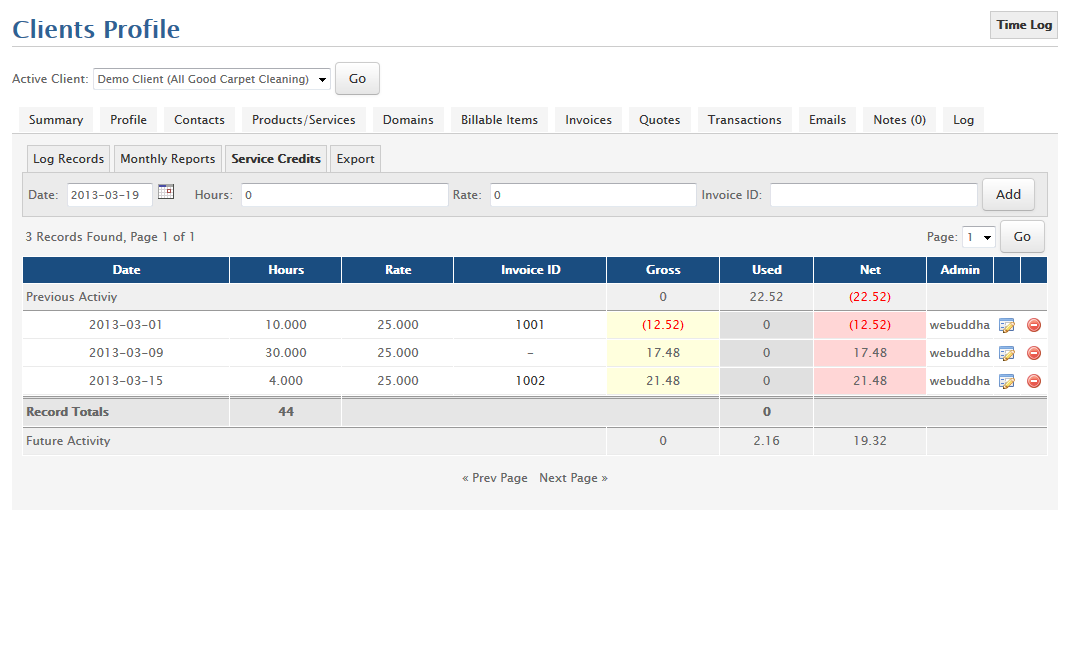 Clients Profile
Time Log
Active Client: Demo Client (All Good Carpet Cleaning) Go
Summary Profile Contacts Products/Services Domains Billable Items Invoices Quotes Transactions Emails Notes (0) Log
Log Records Monthly Reports Service Credits Export
Date: 2013-03-19 Hours: 0 Rate: 0 Invoice ID: Add
3 Records Found, Page 1 of 1 Page: 1 Go
Date Hours Rate Invoice ID Gross Used Net Admin
Previous Activiy 0 22.52 (22.52)
2013-03-01 10.000 25.000 1001 (12.52) 0 (12.52) webuddha
2013-03-09 30.000 25.000 – 17.48 0 17.48 webuddha
2013-03-15 4.000 25.000 1002 21.48 0 21.48 webuddha
Record Totals 44 0
Future Activity 0 2.16 19.32
« Prev Page Next Page »